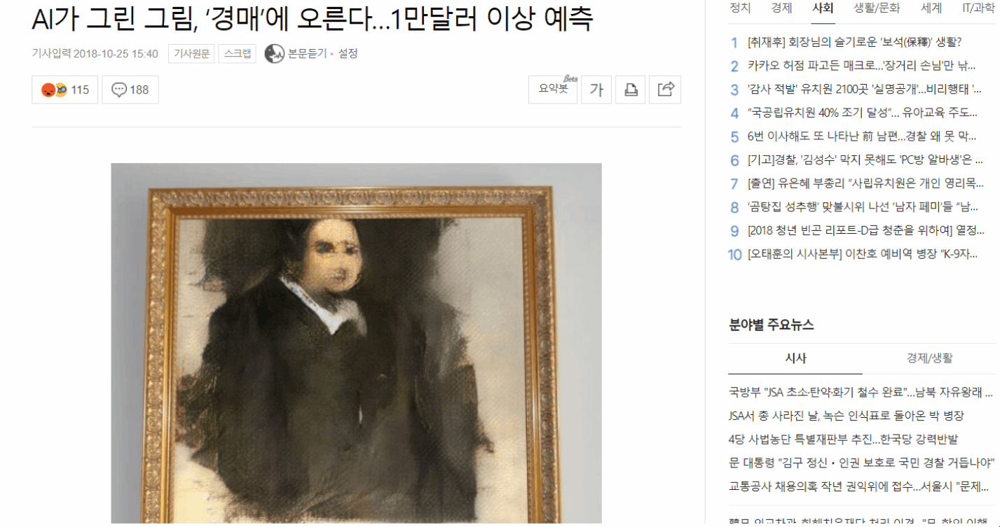 AI가 그린 그림, ‘경매’에 오른다...1만달러 이상 예측
기사입력 2018-10-25 15:40 기사원문 스크랩 본문듣기 • 설정
115 188
요약봇 Beta 가
정치 경제 사회 생활/문화 세계 IT/과학
1 [취재후] 회장님의 슬기로운 ‘보석(保釋)’ 생활?
2 카카오 허점 파고든 매크로...'장거리 손님'만 낚...
3 '감사 적발' 유치원 2100곳 '실명공개'...비리행태 '...
4 “국공립유치원 40% 조기 달성”... 유아교육 주도...
5 6번 이사해도 또 나타난 前 남편...경찰 왜 못 막...
6 [기고]경찰, '김성수' 막지 못해도 'PC방 알바생'은 ...
7 [출연] 유은혜 부총리 “사립유치원은 개인 영리목...
8 ‘곰탕집 성추행’ 맞불시위 나선 ‘남자 페미’들 “남...
9 [2018 청년 빈곤 리포트-D급 청춘을 위하여] 열정...
10 [오태훈의 시사본부] 이찬호 예비역 병장 “K-9자...
분야별 주요뉴스
시사 경제/생활
국방부 "JSA 초소·탄약·화기 철수 완료"...남북 자유왕래 ...
JSA서 총 사라진 날, 녹슨 인식표로 돌아온 박 병장
4당 사법농단 특별재판부 추진...한국당 강력반발
문 대통령 "김구 정신·인권 보호로 국민 경찰 거듭나야"
교통공사 채용의혹 작년 권익위에 접수...서울시 "문제...